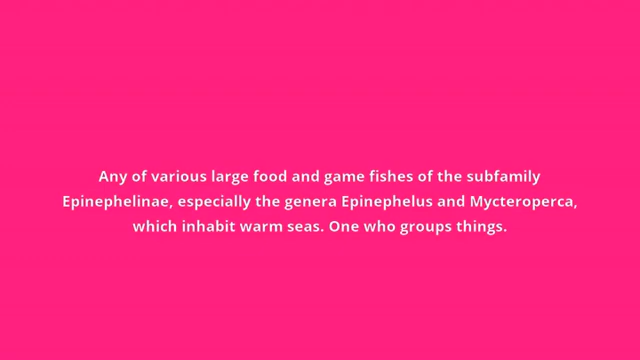 Any of various large food and game fishes of the subfamily
Epinephelinae, especially the genera Epinephelus and Mycteroperca,
which inhabit warm seas. One who groups things.